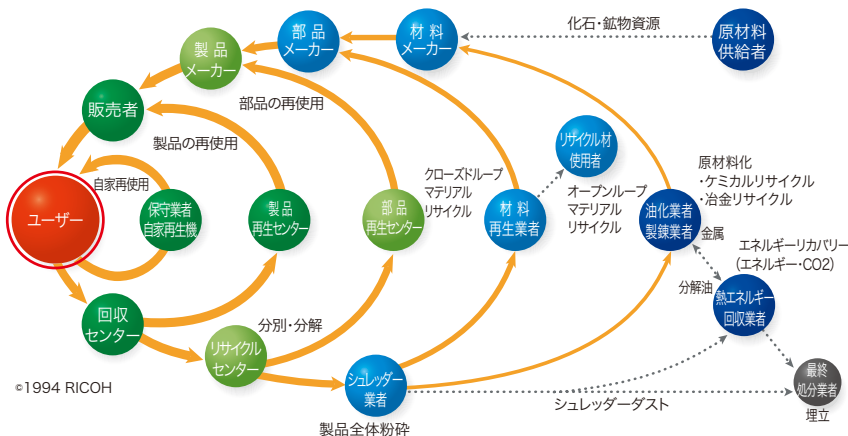 化石・鉱物資源
原材料
供給者
材 料
メーカー
部 品
メーカー
製 品
メーカー
販売者
ユーザー
部品の再使用
製品の再使用
自家再使用
保守業者
自家再生機
製 品
再生センター
部 品
再生センター
クローズドループ
マテリアル
リサイクル
材 料
再生業者
リサイクル材
使用者
オープンループ
マテリアル
リサイクル
原材料化
・ケミカルリサイクル
・冶金リサイクル
油化業者
製錬業者
金属
分解油
エネルギーリカバリー
(エネルギー・CO2)
熱エネルギー
回収業者
回収
センター
分別・分解
リサイクル
センター
シュレッダー
業者
製品全体粉砕
シュレッダーダスト
最終
処分業者
埋立
©1994 RICOH